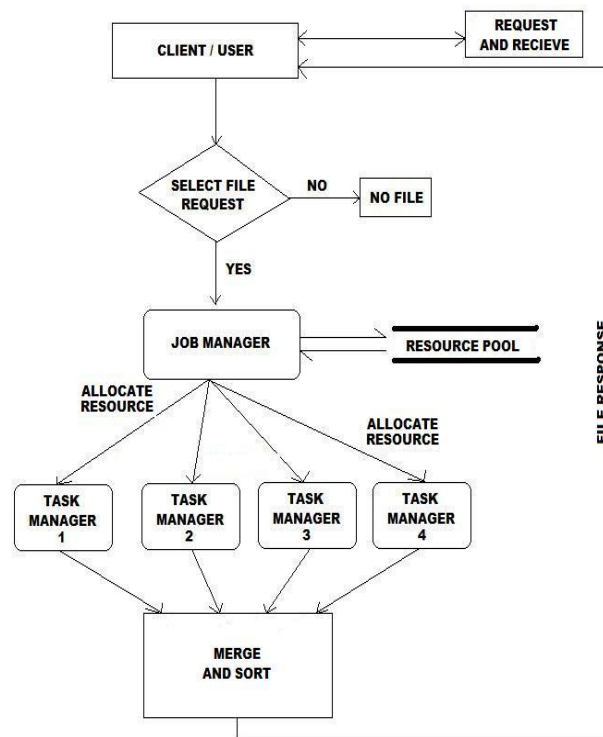 REQUEST
AND RECIEVE
CLIENT / USER
SELECT FILE
REQUEST
NO
NO FILE
YES
JOB MANAGER
RESOURCE POOL
FILE RESPONSE
ALLOCATE
RESOURCE
ALLOCATE
RESOURCE
TASK
MANAGER
1
TASK
MANAGER
2
TASK
MANAGER
3
TASK
MANAGER
4
MERGE
AND SORT